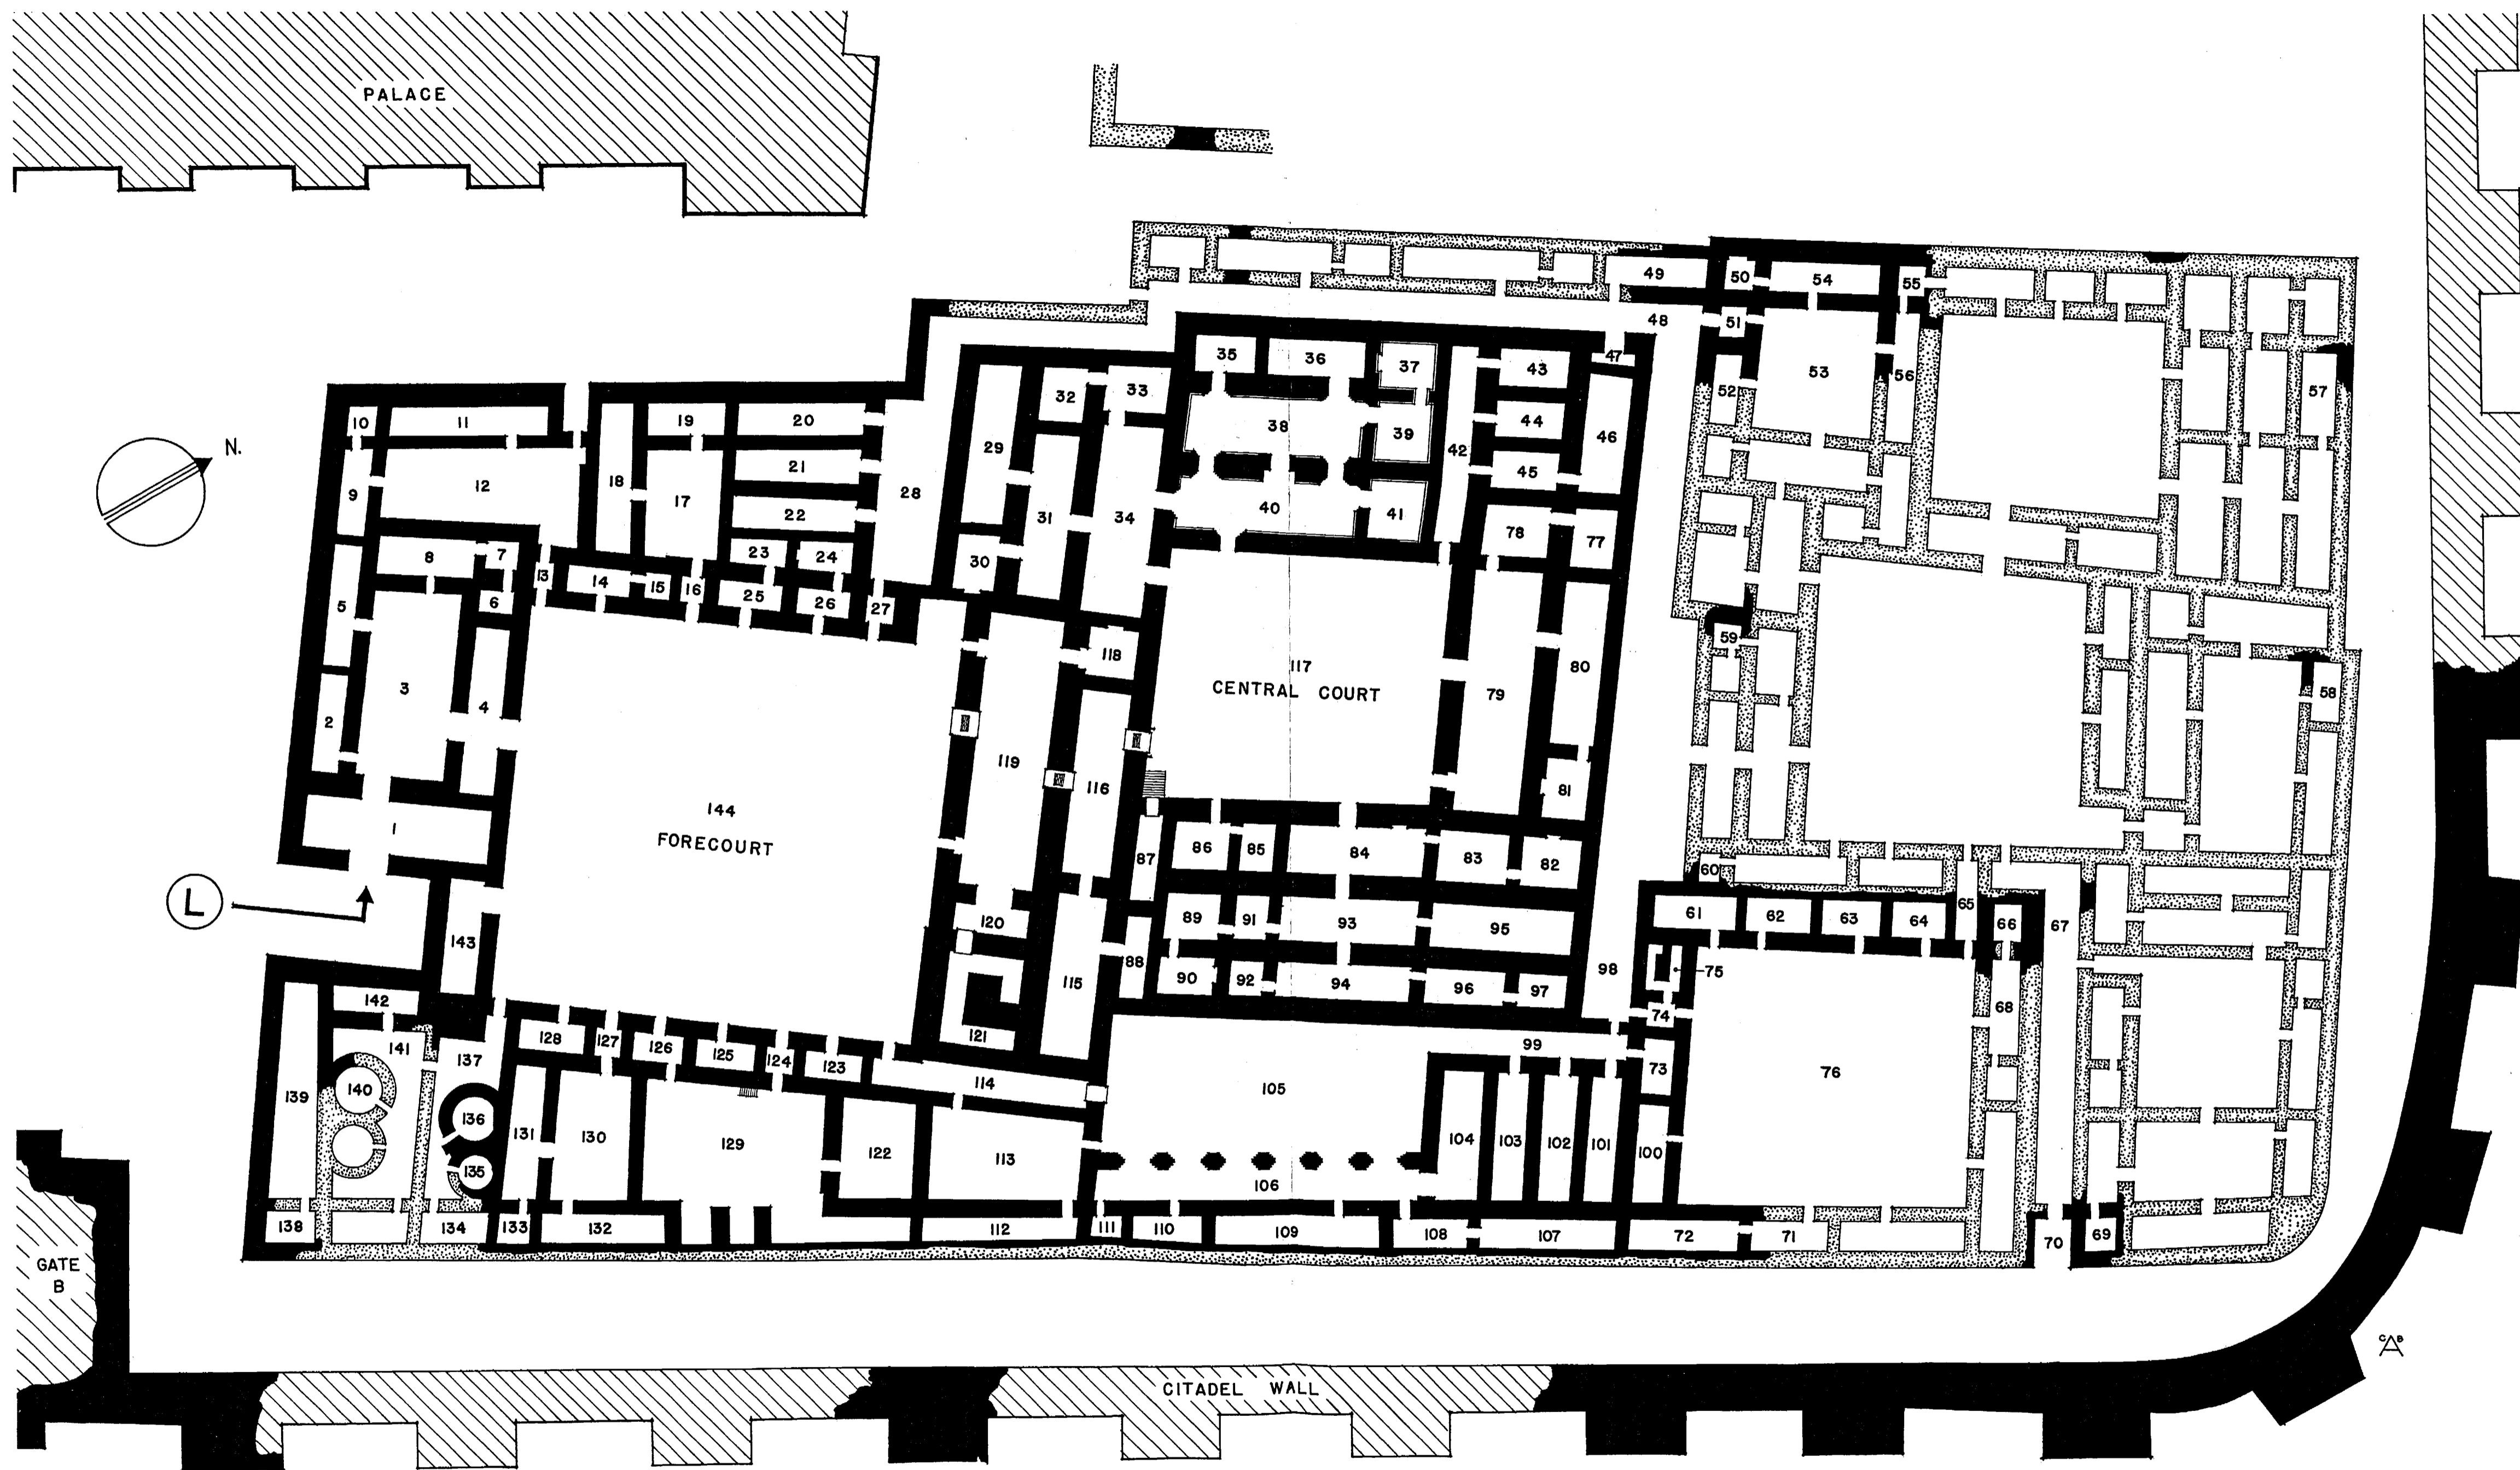 PALACE
N.
49 50 54 55
48 51
35 36 37 47 43 53 56 57
10 11 19 20 32 33 38 39 44 52
9 12 18 17 21 29 42 45 46
28 22 31 34 40 41
8 7 13 14 15 16 23 24 30 78 77
5 6 25 26 27 59
3 4 2 118 117 80 58
CENTRAL COURT 79
119 116 81
1 144
FORECOURT 87 86 85 84 83 82
60
L 143 120 89 91 93 95 61 62 63 64 65 66 67
142 115 88 90 92 94 96 97 98 75
141 137 128 127 126 125 124 123 121 99 74 68
139 140 136 114 105 73 76
131 130 129 122 113 104 103 102 101 100
135 106
138 134 133 132 112 111 110 109 108 107 72 71 70 69
GATE
B
CITADEL WALL
CAB